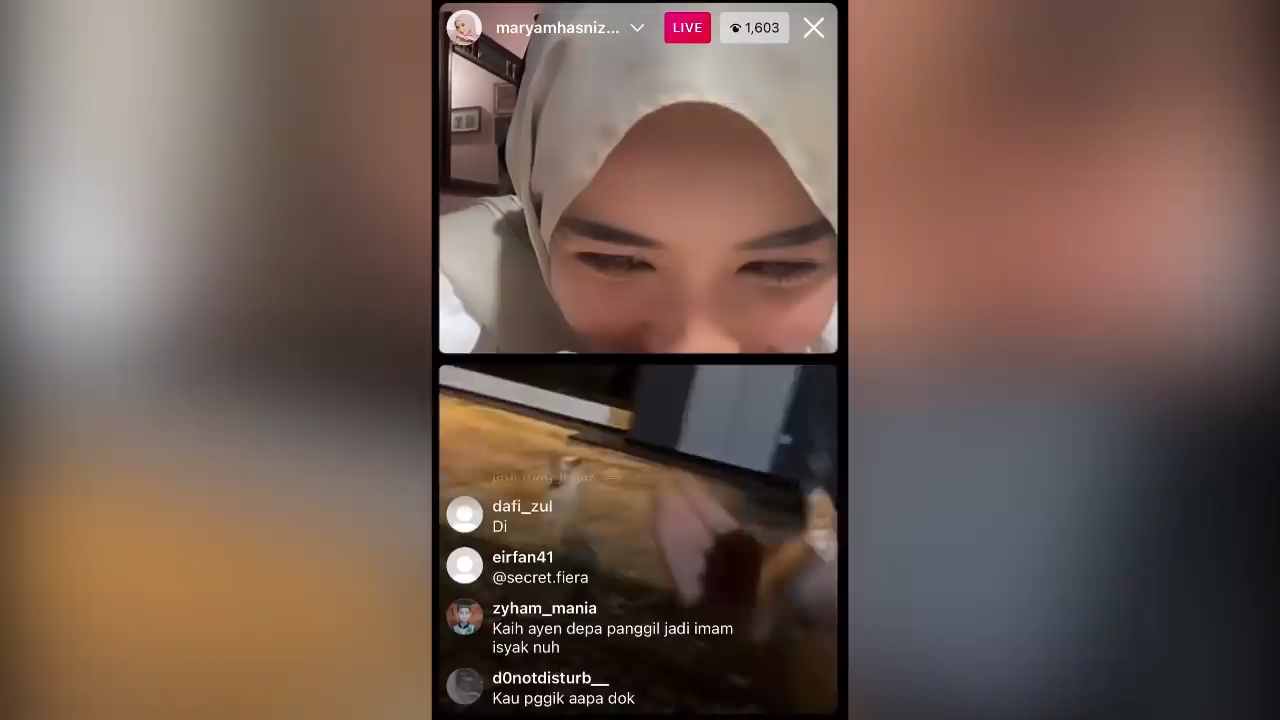 maryamhasniz...
LIVE
1,603
dafi_zul
Di
eirfan41
@secret.fiera
zyham_mania
Kaih ayen depa panggil jadi imam
isyak nuh
d0notdisturb__
Kau pggik aapa dok